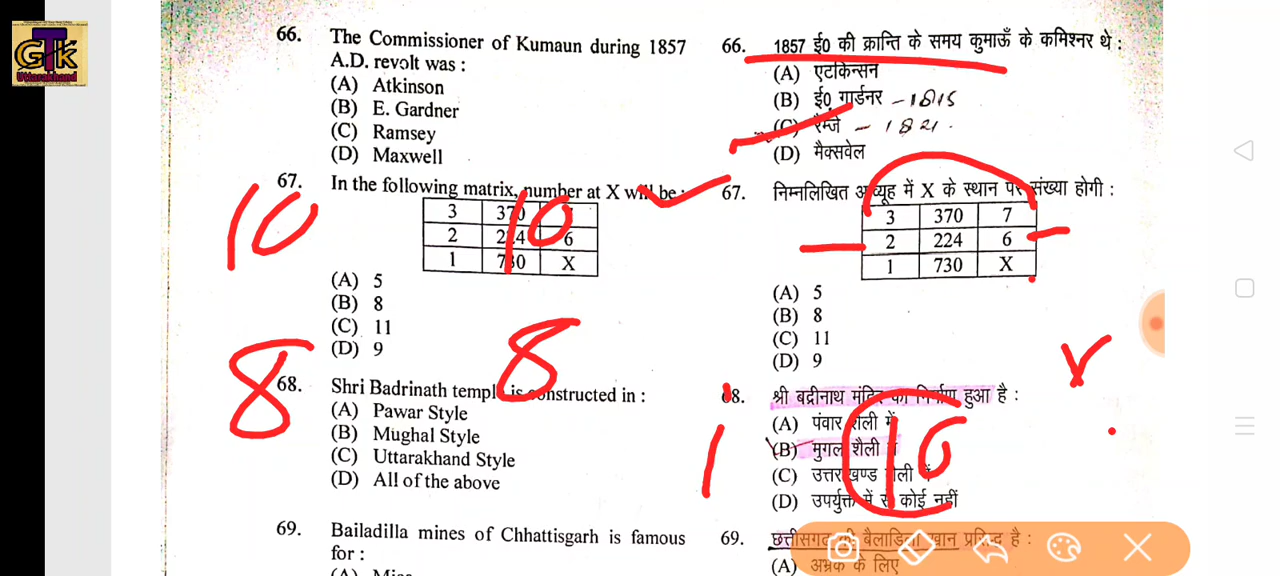 GTK
Uttarakhand
66. The Commissioner of Kumaun during 1857
A.D. revolt was :
(A) Atkinson
(B) E. Gardner
(C) Ramsey
(D) Maxwell
67. In the following matrix, number at X will be :
3 370
2 224 6
1 730 X
(A) 5
(B) 8
(C) 11
(D) 9
10
10
8
8
68. Shri Badrinath temple is constructed in :
(A) Pawar Style
(B) Mughal Style
(C) Uttarakhand Style
(D) All of the above
69. Bailadilla mines of Chhattisgarh is famous
for :
(A)
66. 1857 ई0 की क्रान्ति के समय कुमाऊँ के कमिश्नर थे :
(A) एटकिन्सन
(B) ई0 गार्डनर - 1815
(C) रैम्जे - 1821
(D) मैक्सवेल
67. निम्नलिखित आव्यूह में X के स्थान पर संख्या होगी :
3 370 7
2 224 6
1 730 X
(A) 5
(B) 8
(C) 11
(D) 9
68. श्री बद्रीनाथ मंदिर का निर्माण हुआ है :
(A) पंवार शैली में
(B) मुगल शैली में
(C) उत्तराखण्ड शैली में
(D) उपर्युक्त में से कोई नहीं
10
69. छत्तीसगढ़ की बैलाडिला खान प्रसिद्ध है :
(A) अभ्रक के लिए